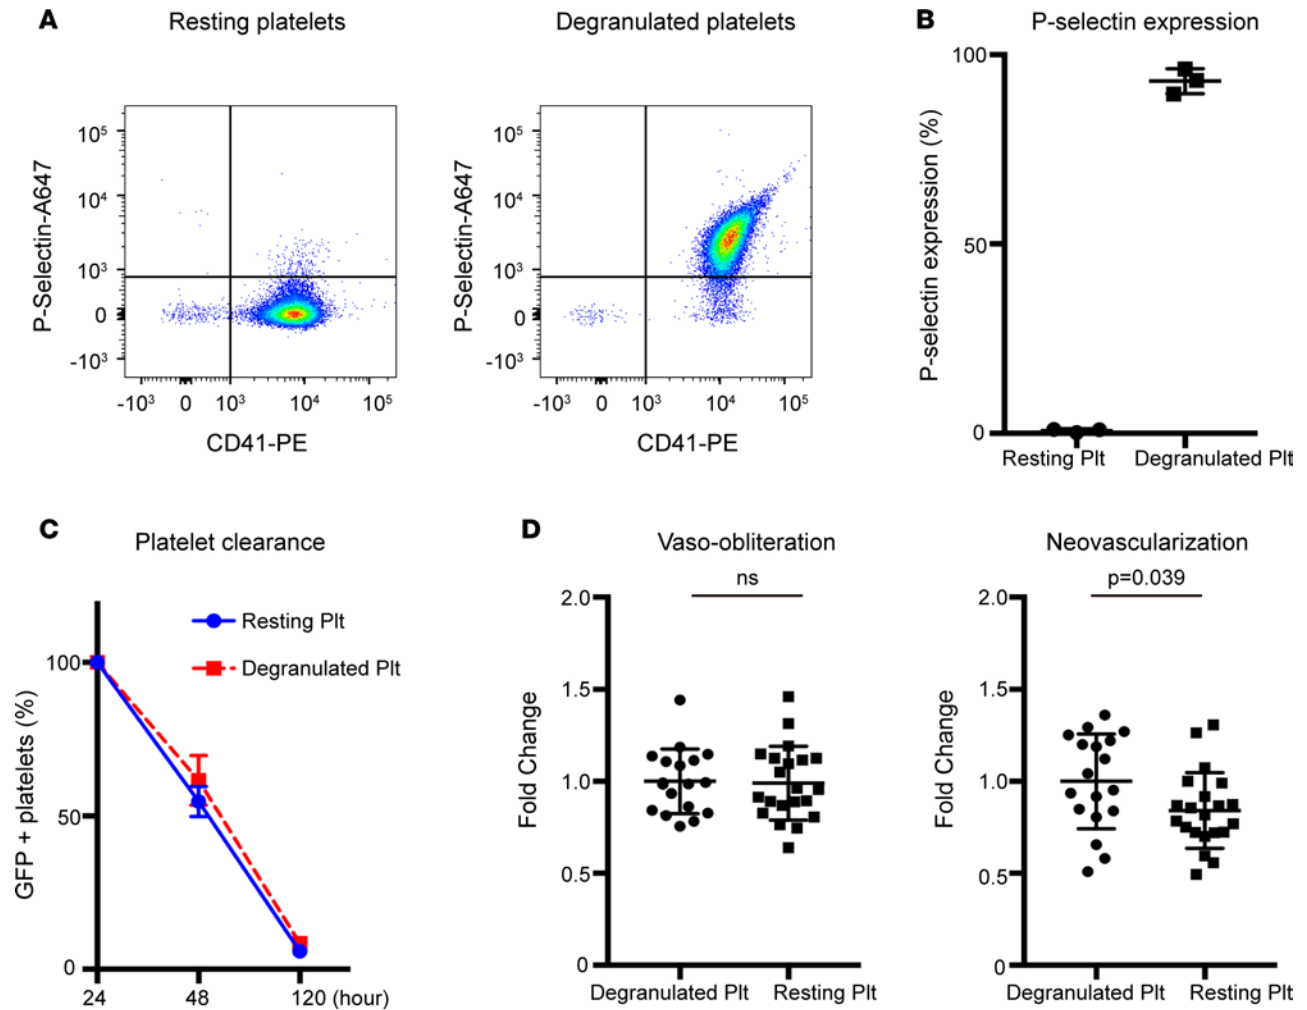 A
Resting platelets
Degranulated platelets
P-Selectin-A647
10⁵
10⁴
10³
0
-10³
-10³ 0 10³ 10⁴ 10⁵
CD41-PE
P-Selectin-A647
10⁵
10⁴
10³
0
-10³
-10³ 0 10³ 10⁴ 10⁵
CD41-PE
B
P-selectin expression
P-selectin expression (%)
100
50
0
Resting Plt Degranulated Plt
C
Platelet clearance
Resting Plt
Degranulated Plt
GFP + platelets (%)
100
50
0
24 48 120 (hour)
D
Vaso-obliteration
ns
Fold Change
2.0
1.5
1.0
0.5
0
Degranulated Plt Resting Plt
Neovascularization
p=0.039
Fold Change
2.0
1.5
1.0
0.5
0
Degranulated Plt Resting Plt